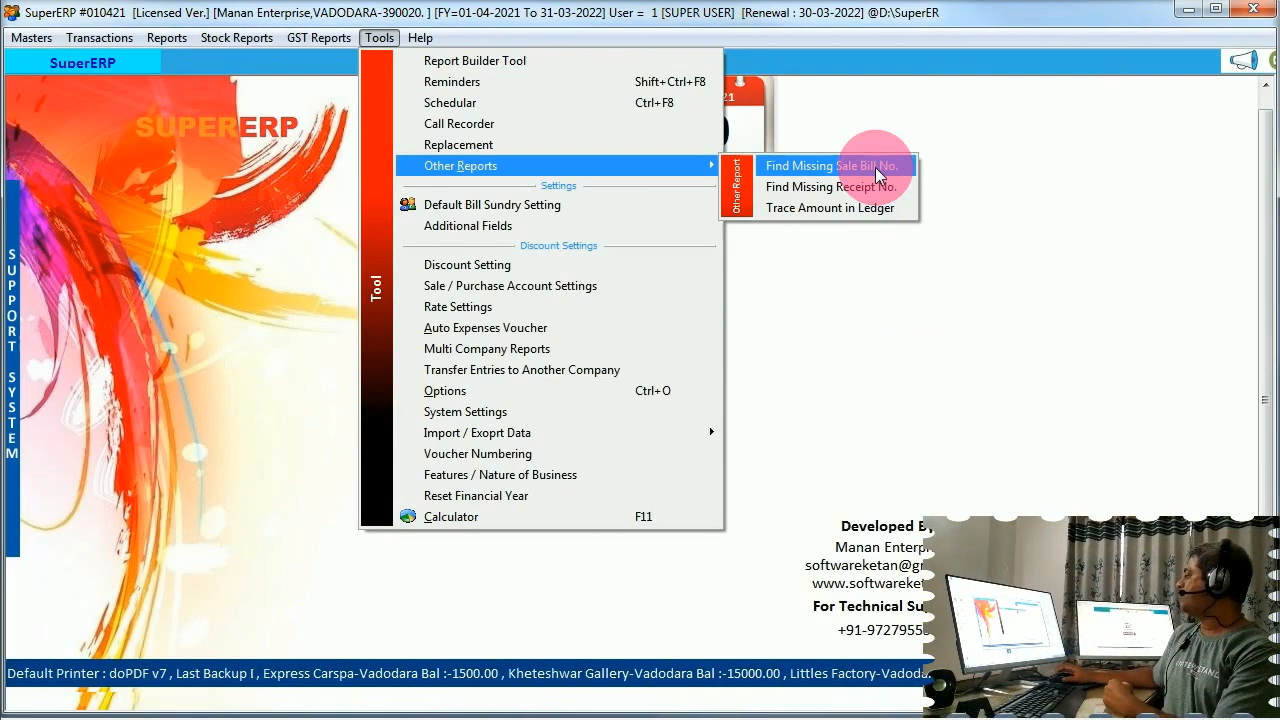 SuperERP #010421 [Licensed Ver.] [Manan Enterprise,VADODARA-390020. ] [FY=01-04-2021 To 31-03-2022] User = 1 [SUPER USER] [Renewal : 30-03-2022] @D:\SupeER
Masters Transactions Reports Stock Reports GST Reports Tools Help
SuperERP
SUPERERP
SUPPORT SYSTEM
21
Tool
Report Builder Tool
Reminders Shift+Ctrl+F8
Schedular Ctrl+F8
Call Recorder
Replacement
Other Reports
Settings
Default Bill Sundry Setting
Additional Fields
Discount Settings
Discount Setting
Sale / Purchase Account Settings
Rate Settings
Auto Expenses Voucher
Multi Company Reports
Transfer Entries to Another Company
Options Ctrl+O
System Settings
Import / Exoprt Data
Voucher Numbering
Features / Nature of Business
Reset Financial Year
Calculator F11
Other Report
Find Missing Sale Bill No.
Find Missing Receipt No.
Trace Amount in Ledger
Developed B
Manan Enterp
softwareketan@g
www.softwareket
For Technical Su
+91-9727955
Default Printer : doPDF v7 , Last Backup [ , Express Carspa-Vadodara Bal :-1500.00 , Kheteshwar Gallery-Vadodara Bal :-15000.00 , Littles Factory-Vadoda